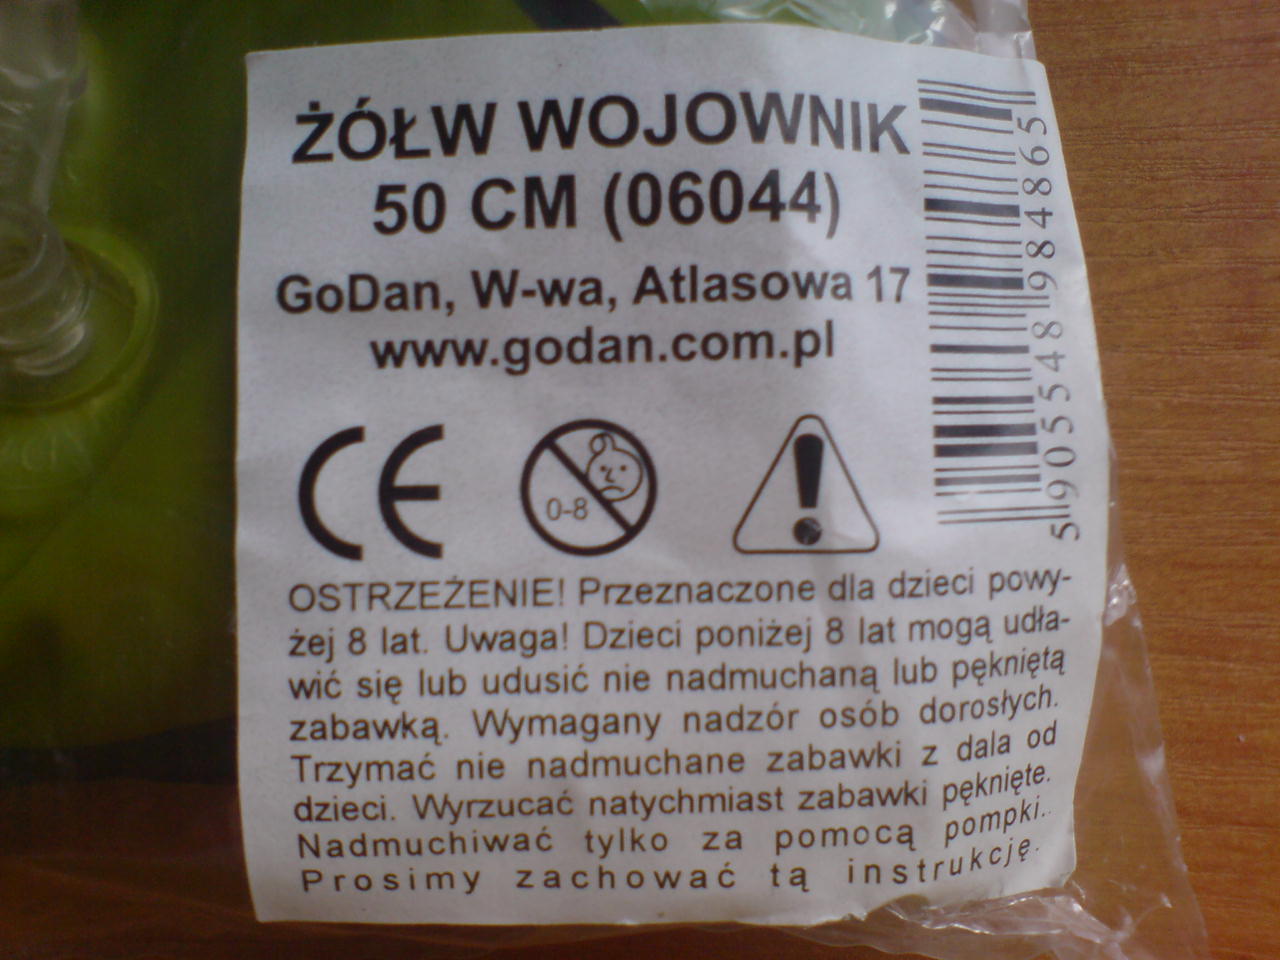 ŻÓŁW WOJOWNIK
50 CM (06044)
GoDan, W-wa, Atlasowa 17
www.godan.com.pl
5905548984865
CE
0-8
OSTRZEŻENIE! Przeznaczone dla dzieci powy-
żej 8 lat. Uwaga! Dzieci poniżej 8 lat mogą udła-
wić się lub udusić nie nadmuchaną lub pękniętą
zabawką. Wymagany nadzór osób dorosłych.
Trzymać nie nadmuchane zabawki z dala od
dzieci. Wyrzucać natychmiast zabawki pęknięte.
Nadmuchiwać tylko za pomocą pompki..
Prosimy zachować tą instrukcję.